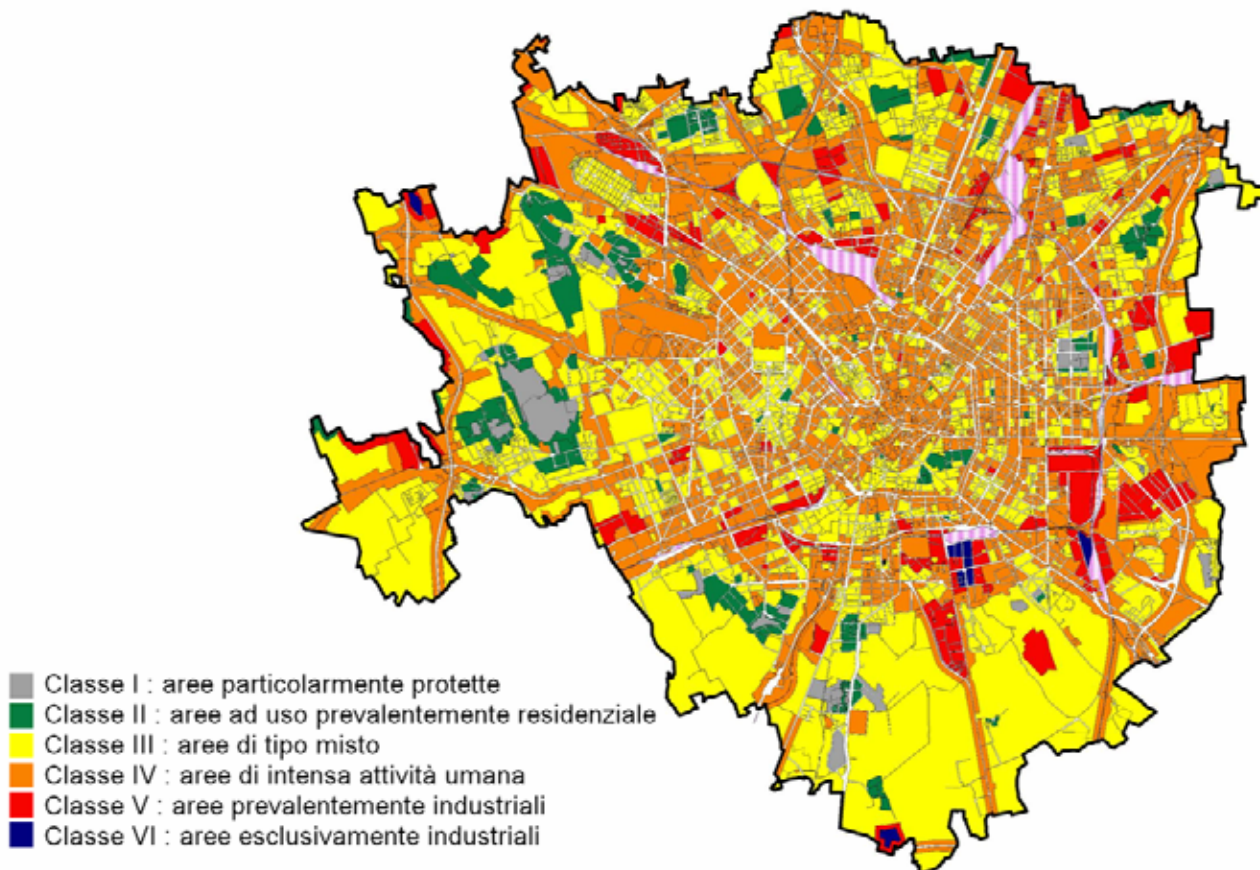 Classe I : aree particolarmente protette
Classe II : aree ad uso prevalentemente residenziale
Classe III : aree di tipo misto
Classe IV : aree di intensa attività umana
Classe V : aree prevalentemente industriali
Classe VI : aree esclusivamente industriali